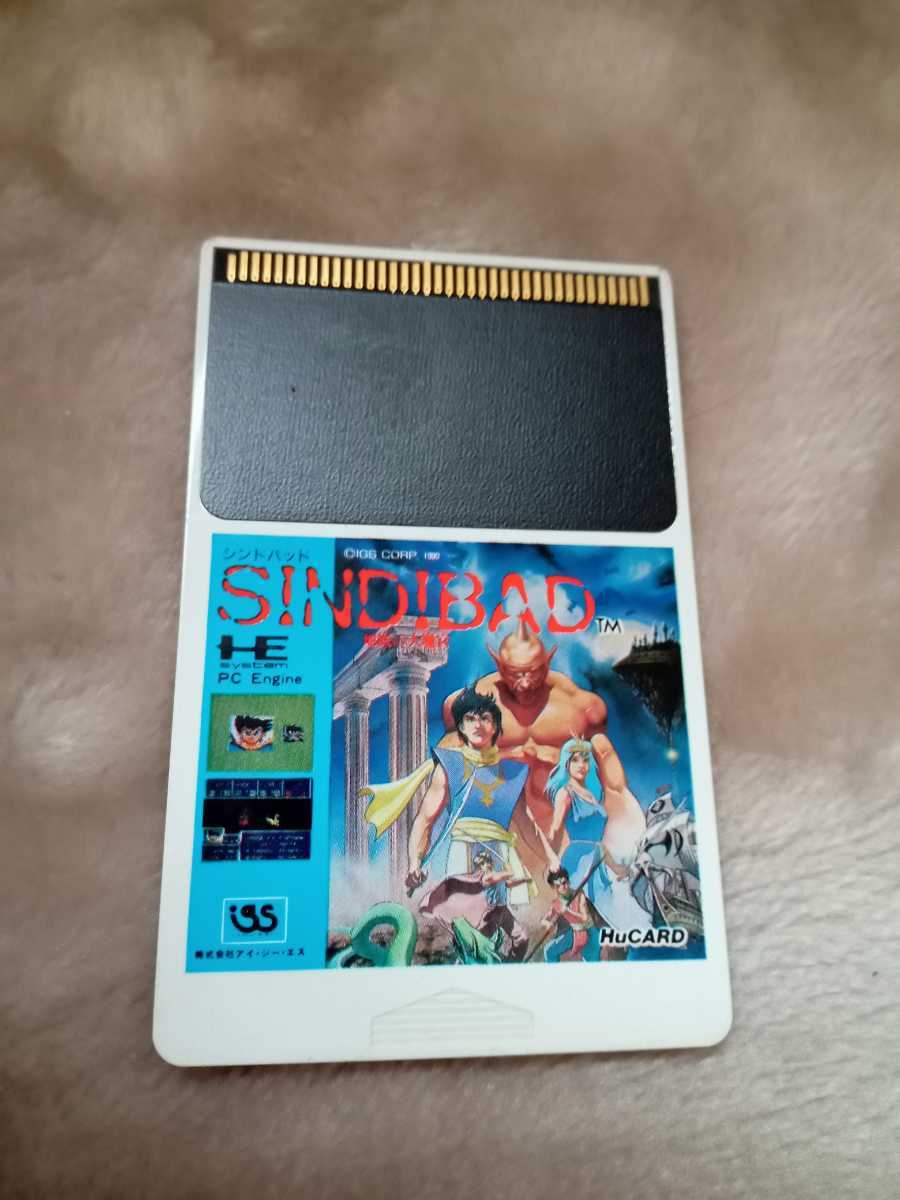 シンドバッド
©IGS CORP 1990
S!ND!BAD TM
HE
system
PC Engine
igs
HuCARD
株式会社アイ・ジー・エス